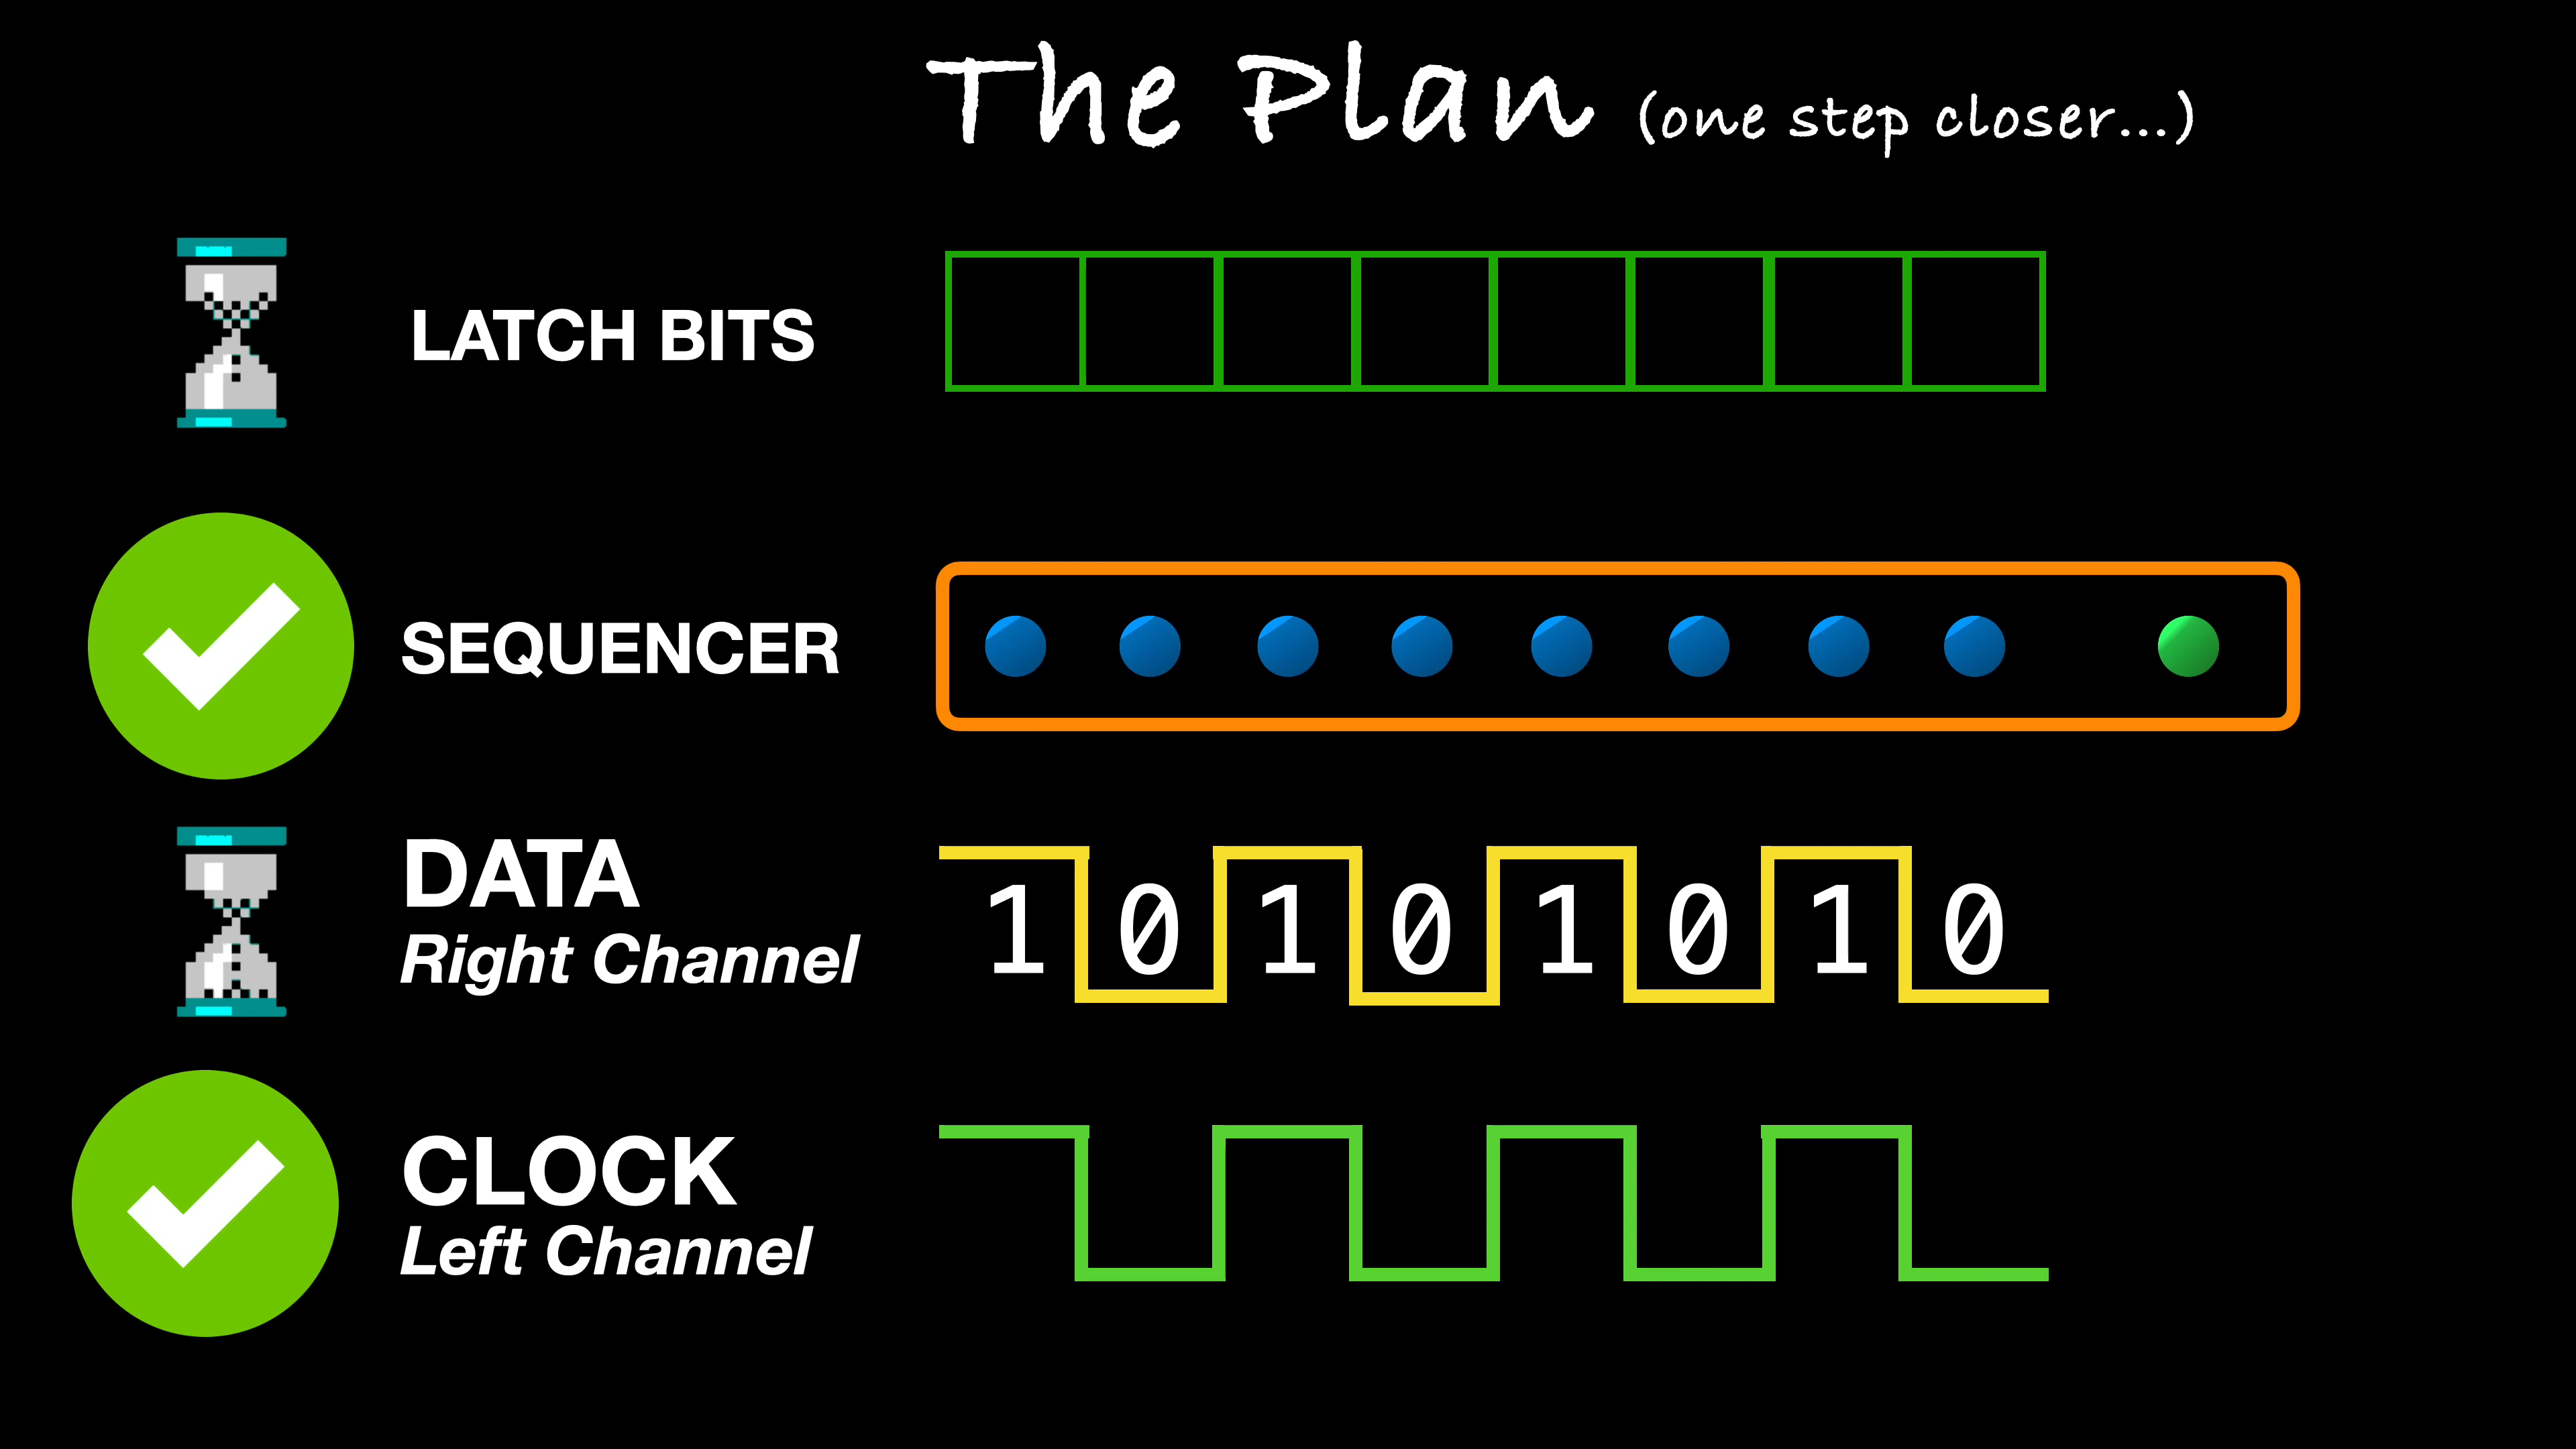 The Plan (one step closer...)
LATCH BITS
SEQUENCER
DATA
Right Channel
1 0 1 0 1 0 1 0
CLOCK
Left Channel